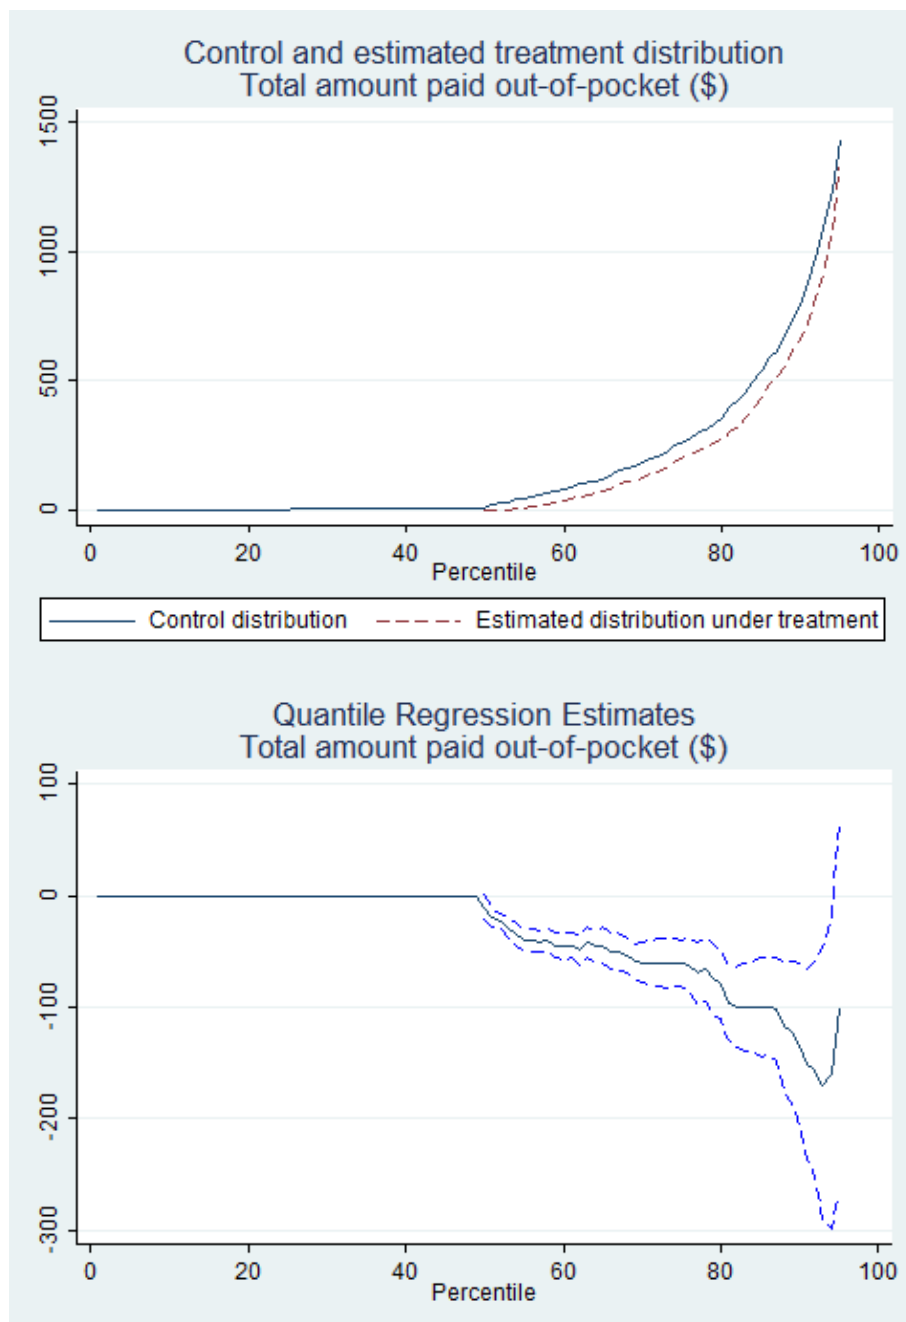 Control and estimated treatment distribution
Total amount paid out-of-pocket ($)
1500
1000
500
0
0 20 40 60 80 100
Percentile
Control distribution Estimated distribution under treatment
Quantile Regression Estimates
Total amount paid out-of-pocket ($)
100
0
-100
-200
-300
0 20 40 60 80 100
Percentile